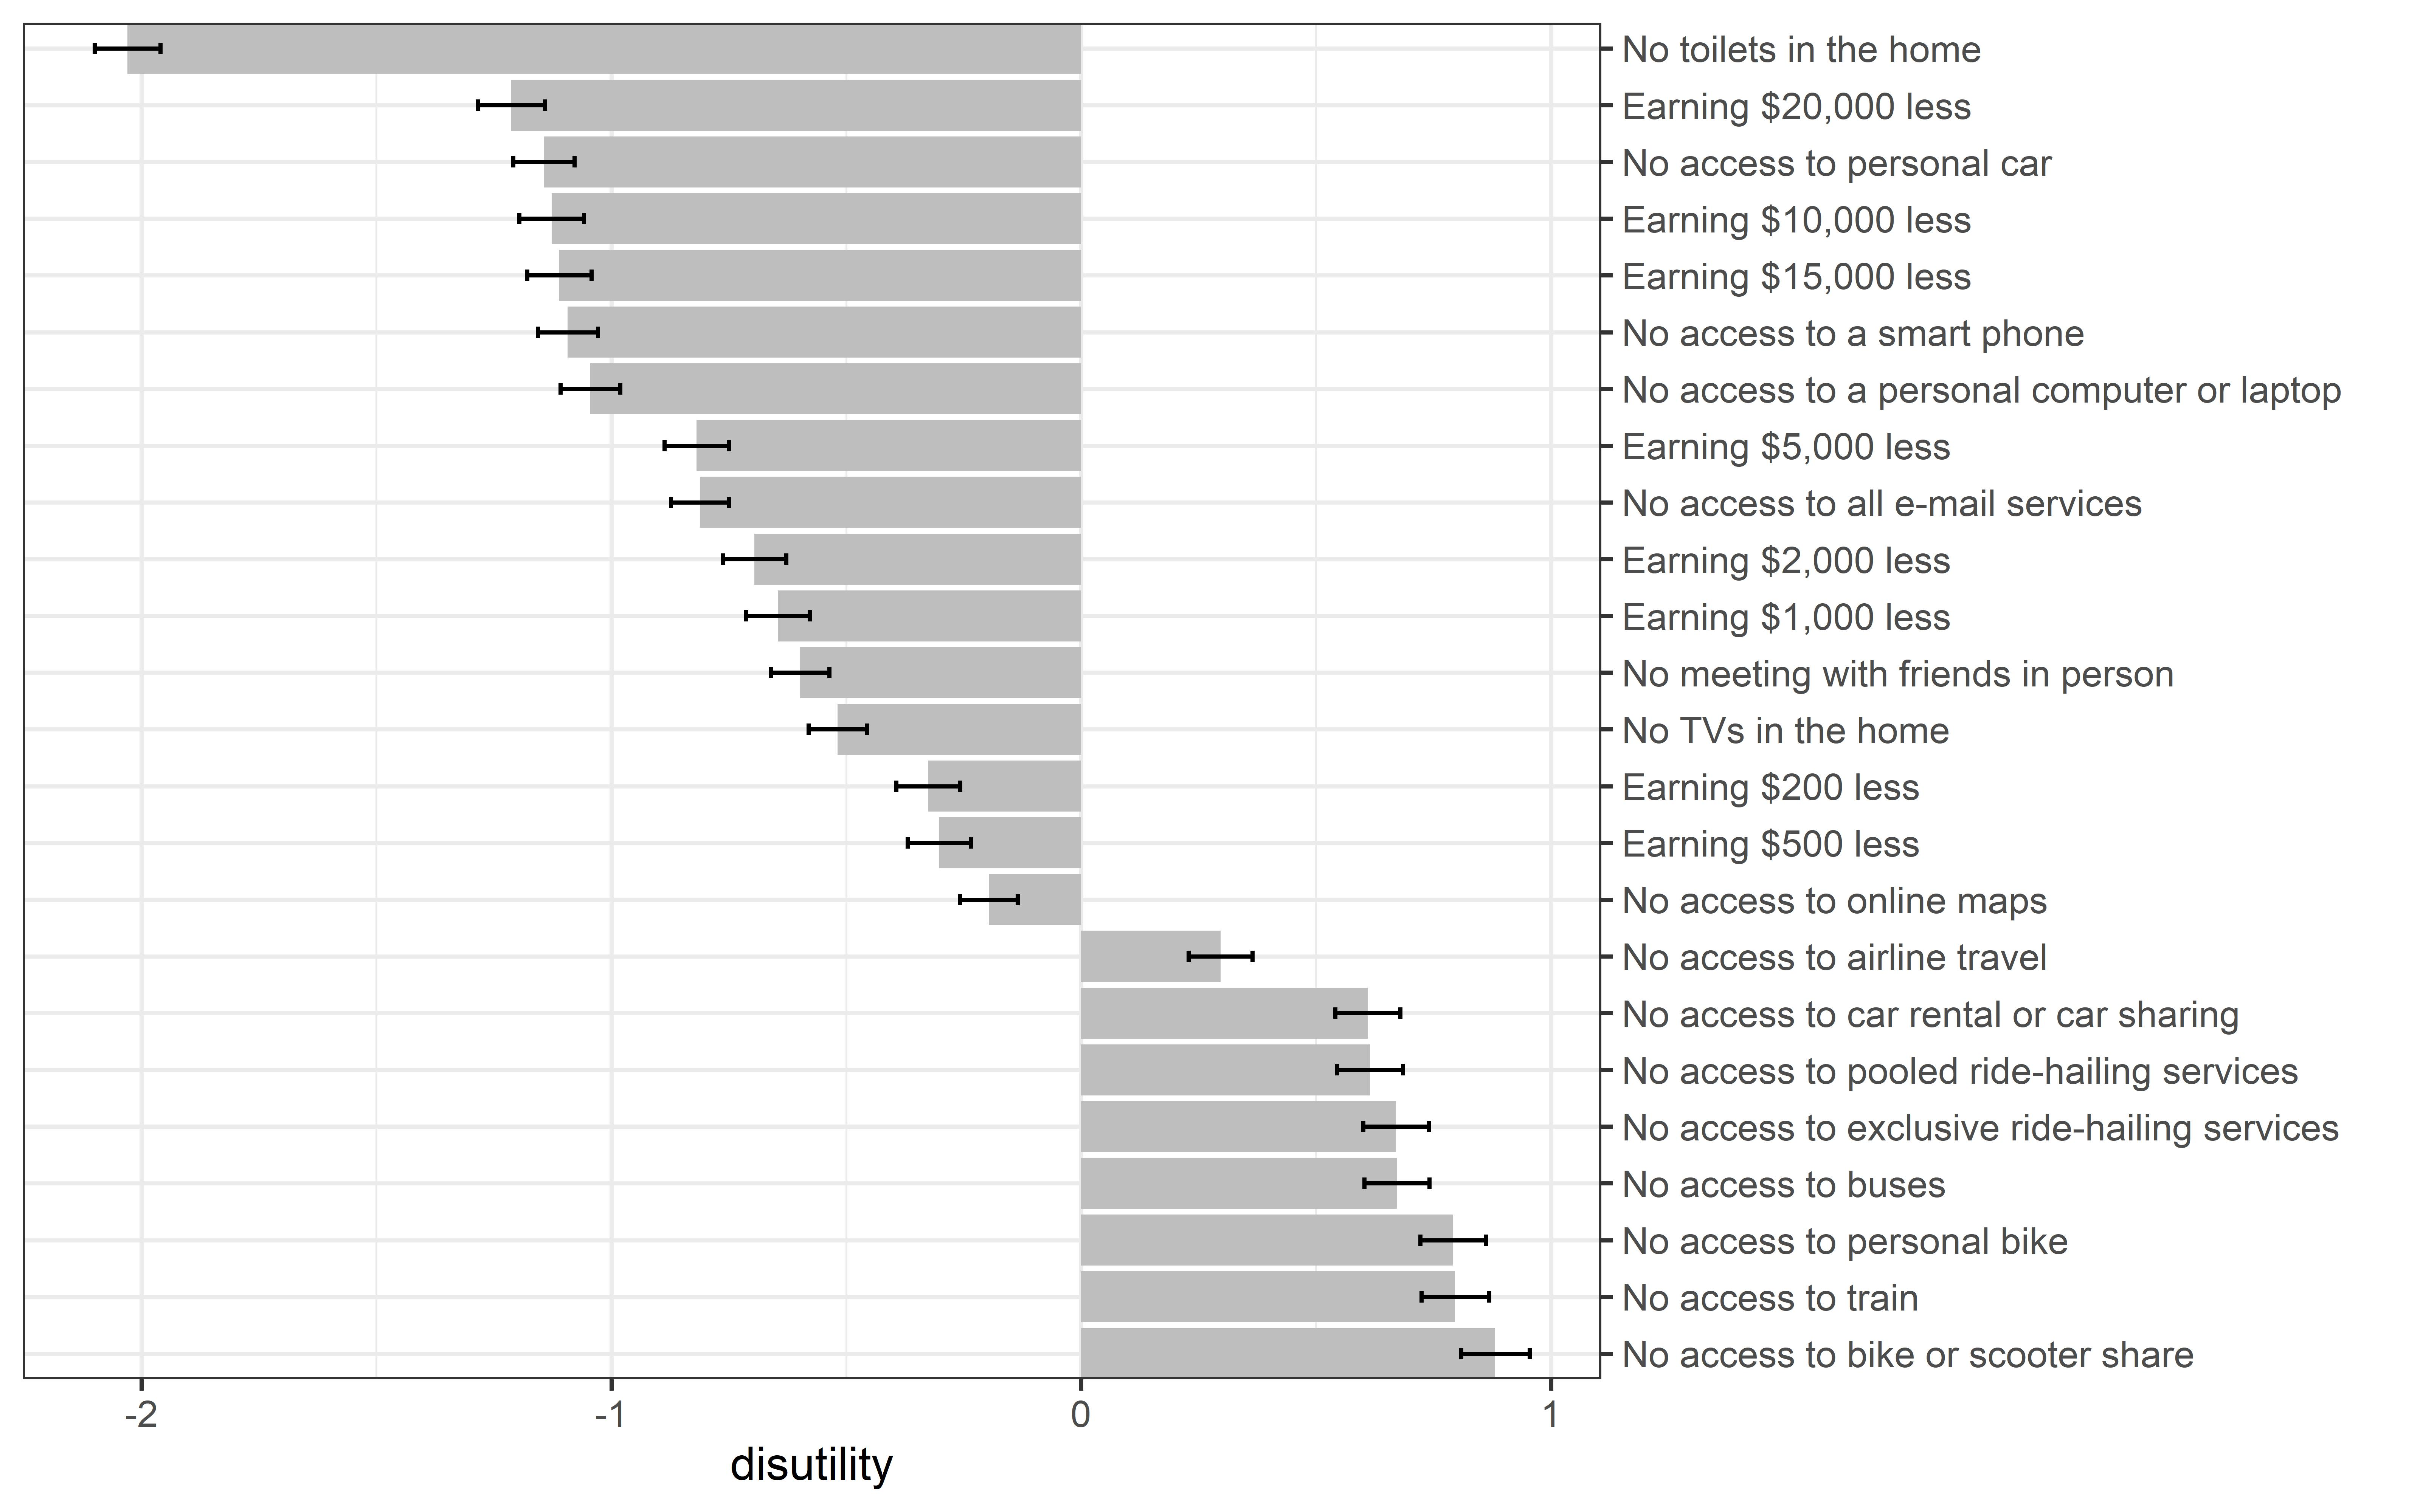 No toilets in the home
Earning $20,000 less
No access to personal car
Earning $10,000 less
Earning $15,000 less
No access to a smart phone
No access to a personal computer or laptop
Earning $5,000 less
No access to all e-mail services
Earning $2,000 less
Earning $1,000 less
No meeting with friends in person
No TVs in the home
Earning $200 less
Earning $500 less
No access to online maps
No access to airline travel
No access to car rental or car sharing
No access to pooled ride-hailing services
No access to exclusive ride-hailing services
No access to buses
No access to personal bike
No access to train
No access to bike or scooter share
-2 -1 0 1
disutility